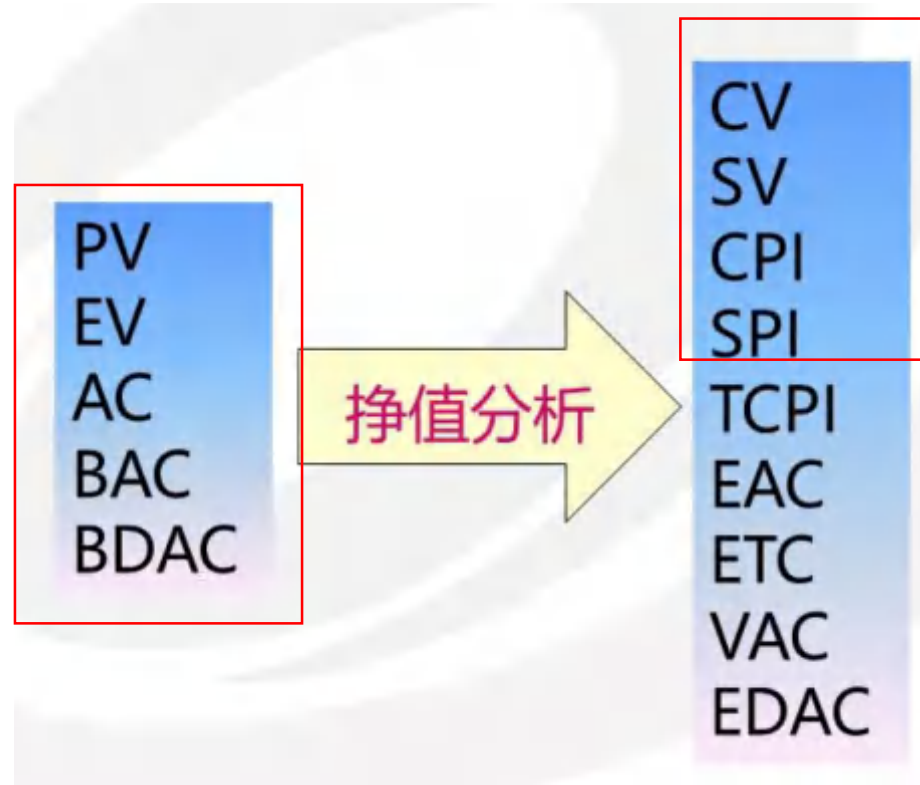 PV
EV
AC
BAC
BDAC
挣值分析
CV
SV
CPI
SPI
TCPI
EAC
ETC
VAC
EDAC